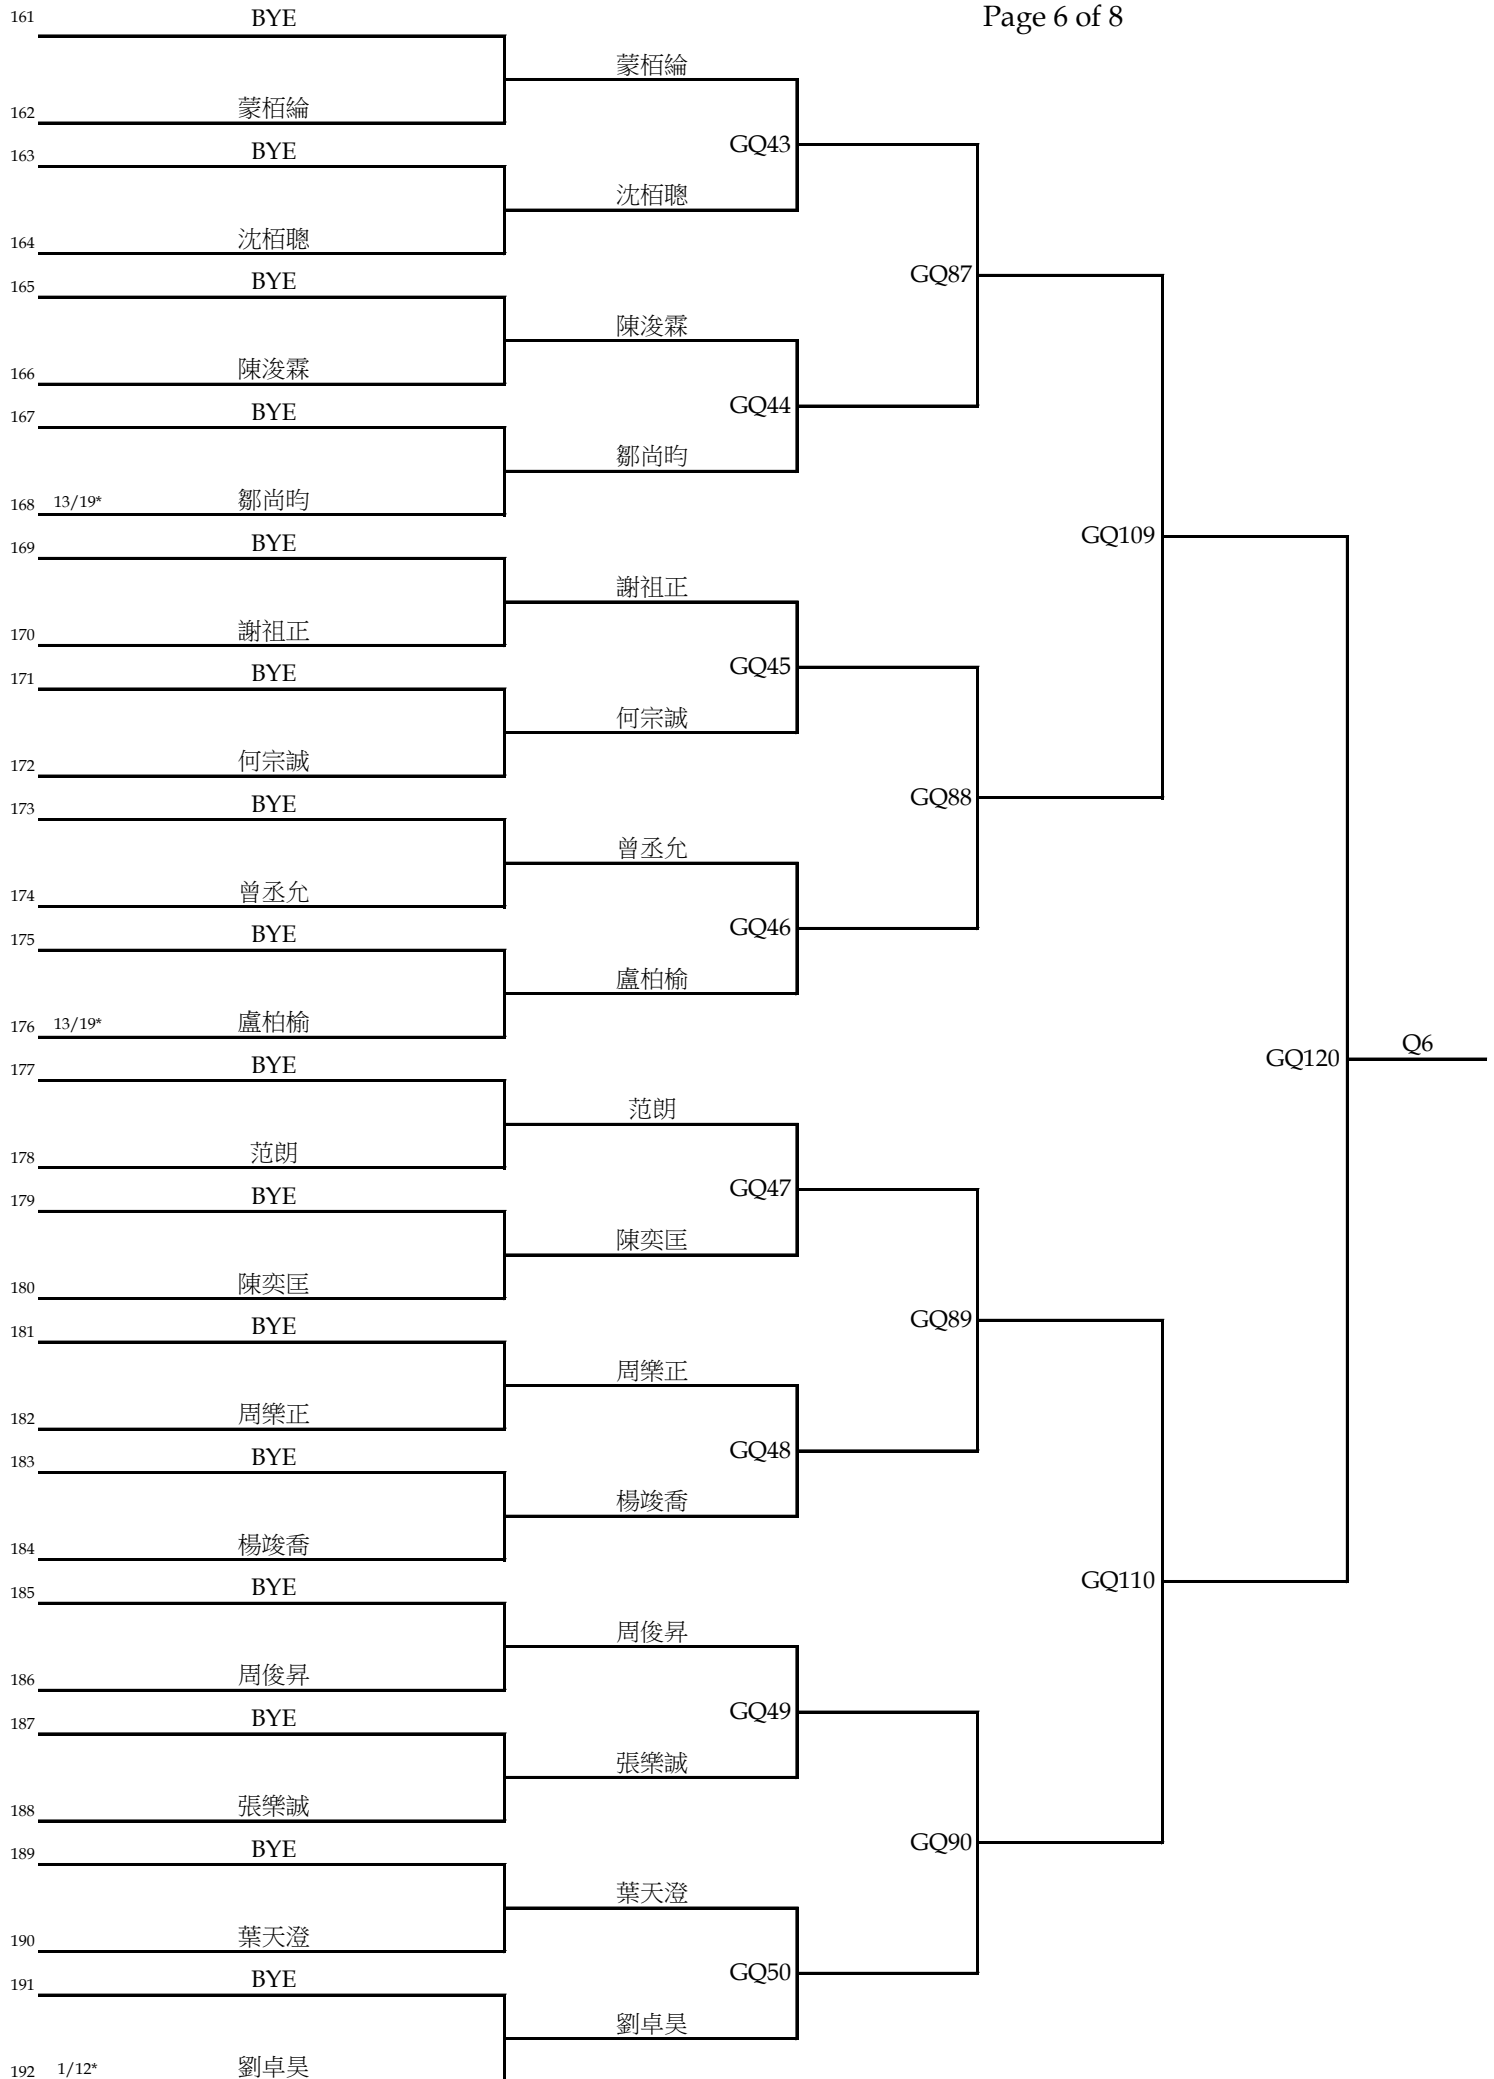 Page 6 of 8
161 BYE
蒙栢綸
162 蒙栢綸
GQ43
163 BYE
沈栢聰
164 沈栢聰
GQ87
165 BYE
陳浚霖
166 陳浚霖
GQ44
167 BYE
鄒尚昀
168 13/19* 鄒尚昀
GQ109
169 BYE
謝祖正
170 謝祖正
GQ45
171 BYE
何宗誠
172 何宗誠
GQ88
173 BYE
曾丞允
174 曾丞允
GQ46
175 BYE
盧柏榆
176 13/19* 盧柏榆
GQ120 Q6
177 BYE
范朗
178 范朗
GQ47
179 BYE
陳奕匡
180 陳奕匡
GQ89
181 BYE
周樂正
182 周樂正
GQ48
183 BYE
楊竣喬
184 楊竣喬
GQ110
185 BYE
周俊昇
186 周俊昇
GQ49
187 BYE
張樂誠
188 張樂誠
GQ90
189 BYE
葉天澄
190 葉天澄
GQ50
191 BYE
劉卓昊
192 1/12* 劉卓昊